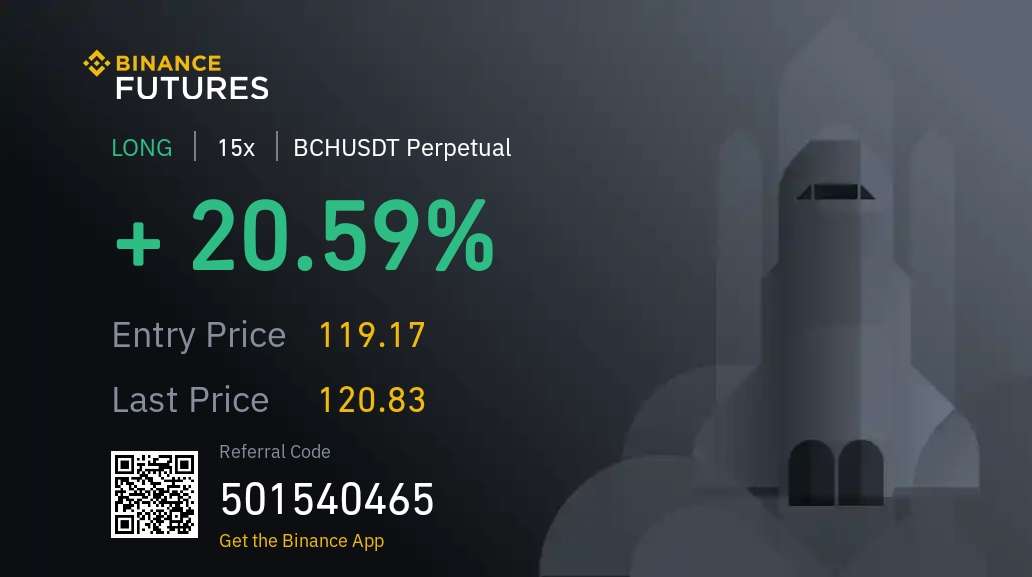 BINANCE
FUTURES
LONG | 15x | BCHUSDT Perpetual
+ 20.59%
Entry Price 119.17
Last Price 120.83
Referral Code
501540465
Get the Binance App